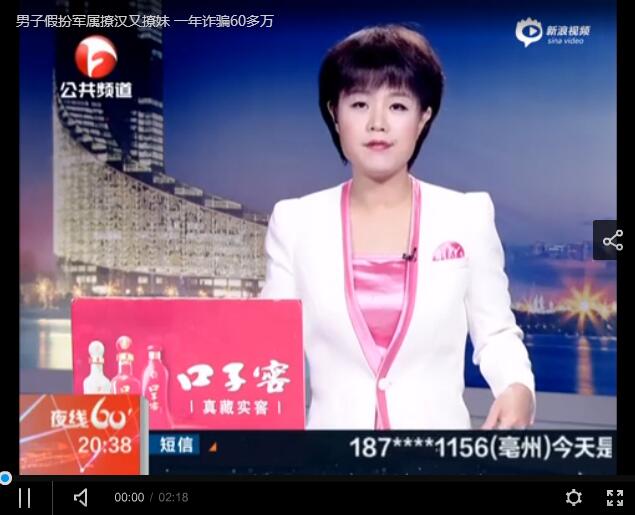 男子假扮军属撩汉又撩妹 一年诈骗60多万
新浪视频
sina video
公共频道
口子窖
真藏实窖
夜线60'
20:38
短信
187****1156(亳州)今天是
00:00 / 02:18